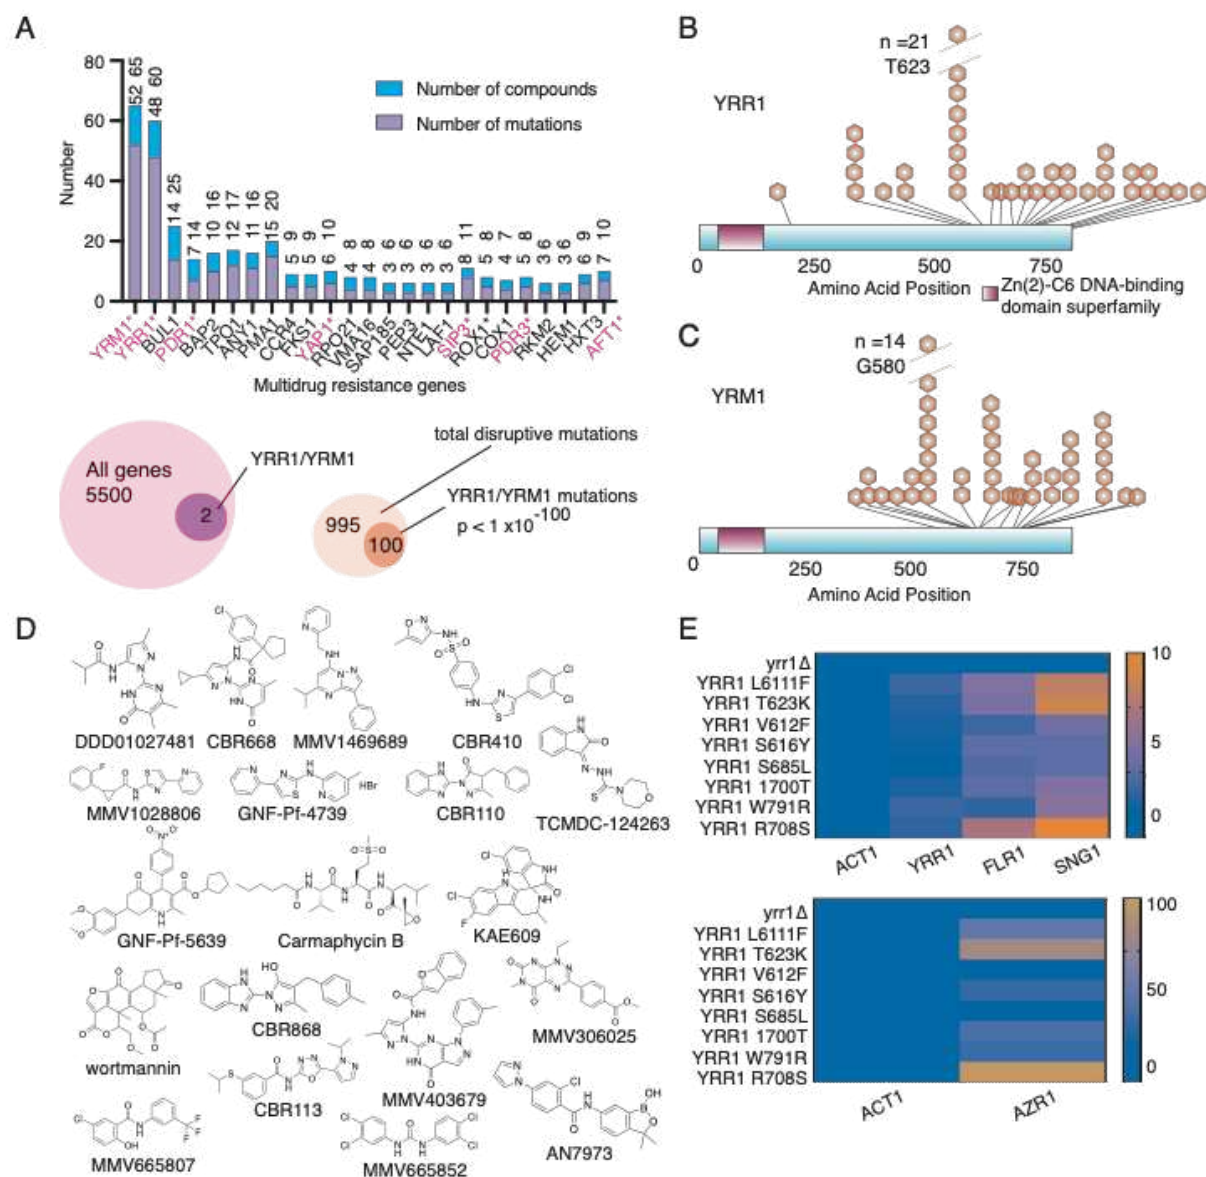 A
80
60
40
20
0
Number
52 65
48 60
14 25
7 14
10 16
12 17
11 16
15 20
5 9
5 9
6 10
4 8
4 8
3 6
3 6
3 6
3 6
8 11
5 8
4 7
5 8
3 6
3 6
6 9
7 10
Number of compounds
Number of mutations
YRM1*
YRR1*
BUL1
PDR1*
BAP2
TPO1
ANY1
PMA1
CCR4
FKS1
YAP1*
RPO21
VMA16
SAP185
PEP3
NTE1
LAF1
SIP3*
ROX1*
COX1
PDR3*
RKM2
HEM1
HXT3
AFT1*
Multidrug resistance genes
All genes
5500
2
YRR1/YRM1
total disruptive mutations
995
100
YRR1/YRM1 mutations
p < 1 x10-100
B
n =21
T623
YRR1
0 250 500 750
Amino Acid Position
Zn(2)-C6 DNA-binding
domain superfamily
C
n =14
G580
YRM1
0 250 500 750
Amino Acid Position
D
DDD01027481
CBR668
MMV1469689
CBR410
MMV1028806
GNF-Pf-4739
HBr
CBR110
TCMDC-124263
GNF-Pf-5639
Carmaphycin B
KAE609
wortmannin
CBR868
MMV306025
CBR113
MMV403679
MMV665807
MMV665852
AN7973
E
yrr1Δ
YRR1 L6111F
YRR1 T623K
YRR1 V612F
YRR1 S616Y
YRR1 S685L
YRR1 1700T
YRR1 W791R
YRR1 R708S
ACT1 YRR1 FLR1 SNG1
10
5
0
yrr1Δ
YRR1 L6111F
YRR1 T623K
YRR1 V612F
YRR1 S616Y
YRR1 S685L
YRR1 1700T
YRR1 W791R
YRR1 R708S
ACT1 AZR1
100
50
0